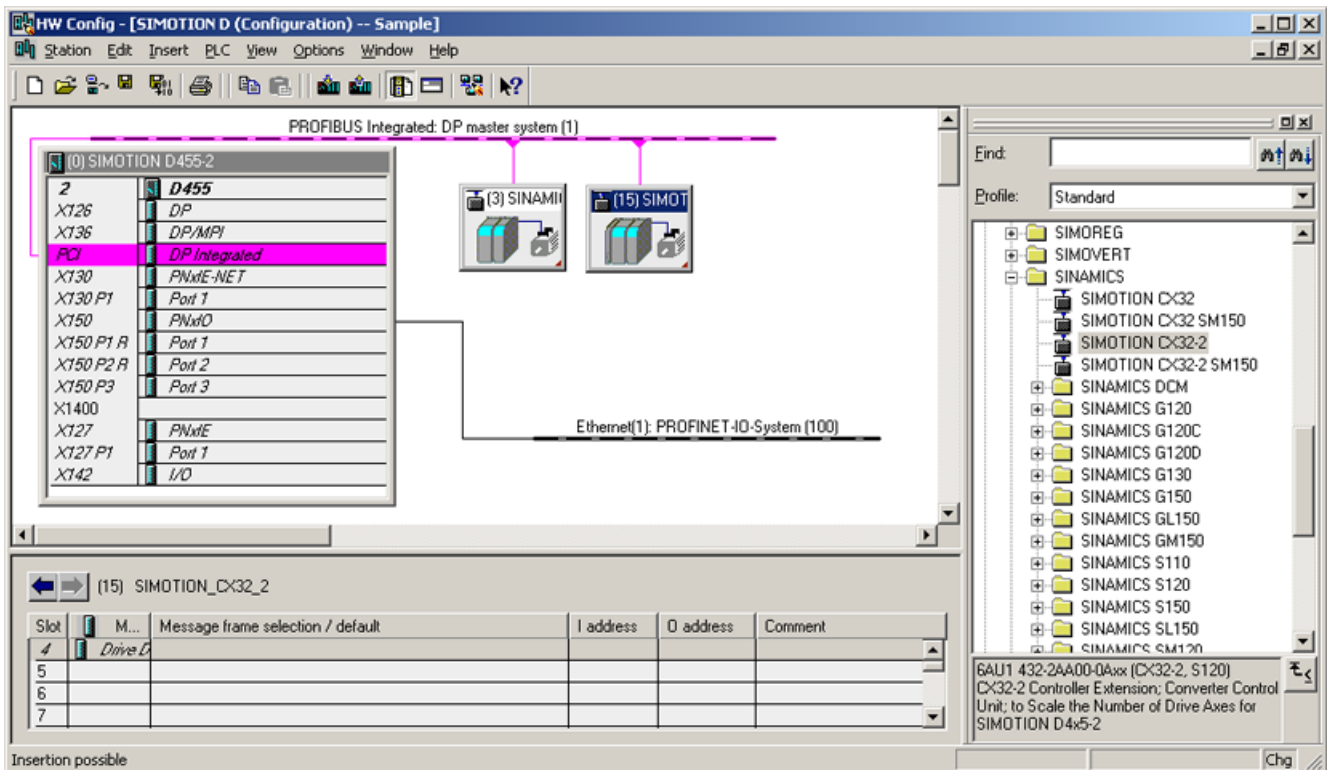 HW Config - [SIMOTION D (Configuration) -- Sample]
Station Edit Insert PLC View Options Window Help
PROFIBUS Integrated: DP master system (1)
(0) SIMOTION D455-2
2 D455
X126 DP
X136 DP/MPI
PCI DP Integrated
X130 PNxIE-NET
X130 P1 Port 1
X150 PNxIO
X150 P1 R Port 1
X150 P2 R Port 2
X150 P3 Port 3
X1400
X127 PNxIE
X127 P1 Port 1
X142 I/O
(3) SINAMI
(15) SIMOT
Ethernet(1): PROFINET-IO-System (100)
Find:
Profile: Standard
SIMOREG
SIMOVERT
SINAMICS
SIMOTION CX32
SIMOTION CX32 SM150
SIMOTION CX32-2
SIMOTION CX32-2 SM150
SINAMICS DCM
SINAMICS G120
SINAMICS G120C
SINAMICS G120D
SINAMICS G130
SINAMICS G150
SINAMICS GL150
SINAMICS GM150
SINAMICS S110
SINAMICS S120
SINAMICS S150
SINAMICS SL150
SINAMICS SM120
6AU1 432-2AA00-0Axx (CX32-2, S120)
CX32-2 Controller Extension; Converter Control
Unit; to Scale the Number of Drive Axes for
SIMOTION D4x5-2
(15) SIMOTION_CX32_2
Slot M... Message frame selection / default I address O address Comment
4 Drive D
5
6
7
Insertion possible
Chg